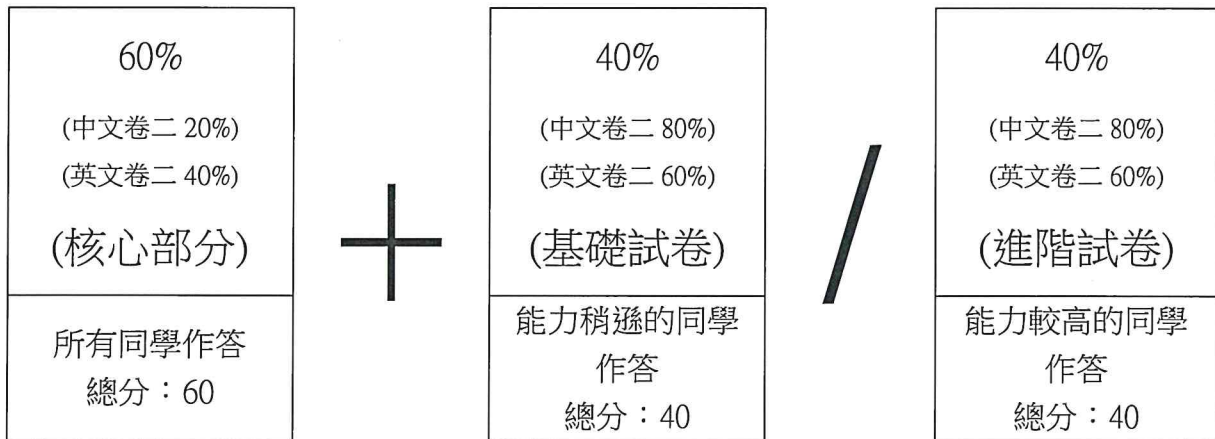 60%
(中文卷二 20%)
(英文卷二 40%)
(核心部分)
所有同學作答
總分：60
+
40%
(中文卷二 80%)
(英文卷二 60%)
(基礎試卷)
能力稍遜的同學
作答
總分：40
/
40%
(中文卷二 80%)
(英文卷二 60%)
(進階試卷)
能力較高的同學
作答
總分：40